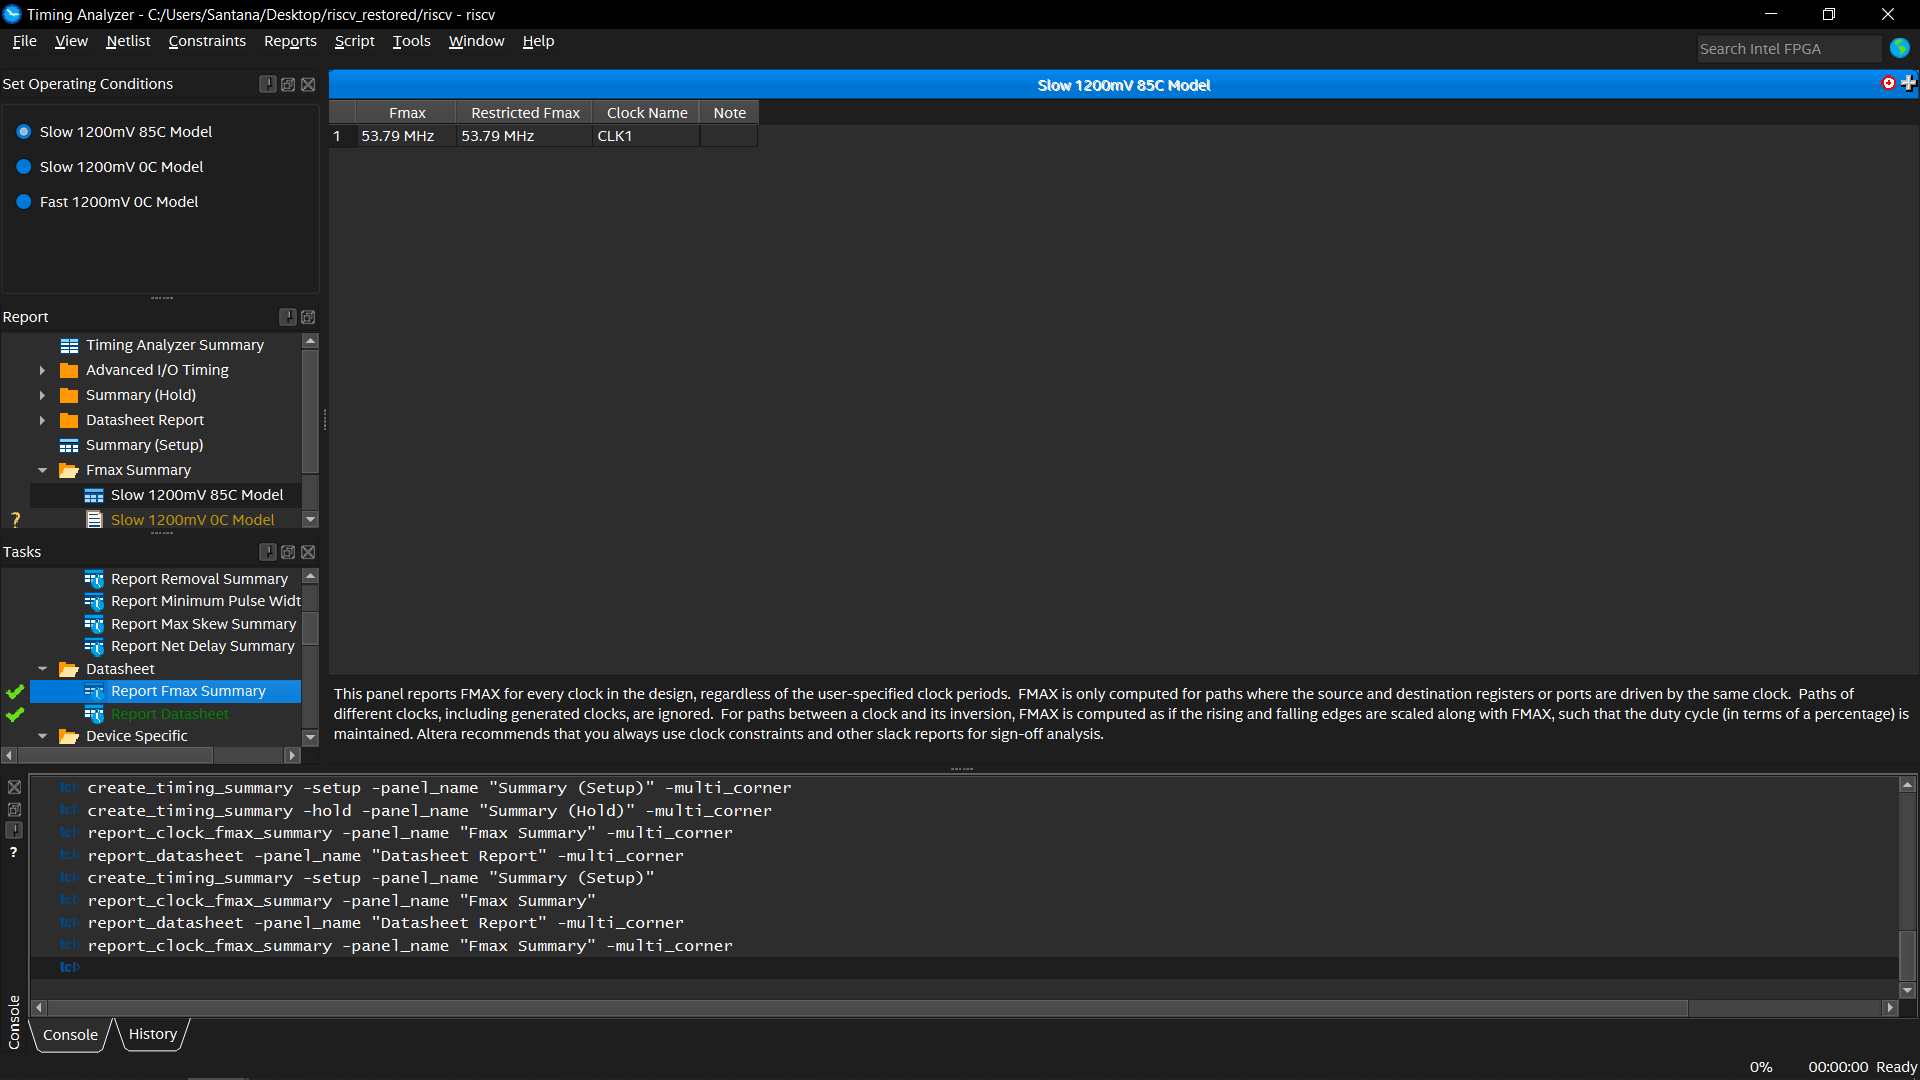 Timing Analyzer - C:/Users/Santana/Desktop/riscv_restored/riscv - riscv
File View Netlist Constraints Reports Script Tools Window Help
Search Intel FPGA
Set Operating Conditions
Slow 1200mV 85C Model
Slow 1200mV 0C Model
Fast 1200mV 0C Model
Report
Timing Analyzer Summary
Advanced I/O Timing
Summary (Hold)
Datasheet Report
Summary (Setup)
Fmax Summary
Slow 1200mV 85C Model
? Slow 1200mV 0C Model
Tasks
Report Removal Summary
Report Minimum Pulse Widt
Report Max Skew Summary
Report Net Delay Summary
Datasheet
Report Fmax Summary
Report Datasheet
Device Specific
Slow 1200mV 85C Model
Fmax Restricted Fmax Clock Name Note
1 53.79 MHz 53.79 MHz CLK1
This panel reports FMAX for every clock in the design, regardless of the user-specified clock periods.  FMAX is only computed for paths where the source and destination registers or ports are driven by the same clock.  Paths of
different clocks, including generated clocks, are ignored.  For paths between a clock and its inversion, FMAX is computed as if the rising and falling edges are scaled along with FMAX, such that the duty cycle (in terms of a percentage) is
maintained. Altera recommends that you always use clock constraints and other slack reports for sign-off analysis.
tcl> create_timing_summary -setup -panel_name "Summary (Setup)" -multi_corner
tcl> create_timing_summary -hold -panel_name "Summary (Hold)" -multi_corner
tcl> report_clock_fmax_summary -panel_name "Fmax Summary" -multi_corner
tcl> report_datasheet -panel_name "Datasheet Report" -multi_corner
tcl> create_timing_summary -setup -panel_name "Summary (Setup)"
tcl> report_clock_fmax_summary -panel_name "Fmax Summary"
tcl> report_datasheet -panel_name "Datasheet Report" -multi_corner
tcl> report_clock_fmax_summary -panel_name "Fmax Summary" -multi_corner
tcl>
?
Console
Console History
0% 00:00:00 Ready